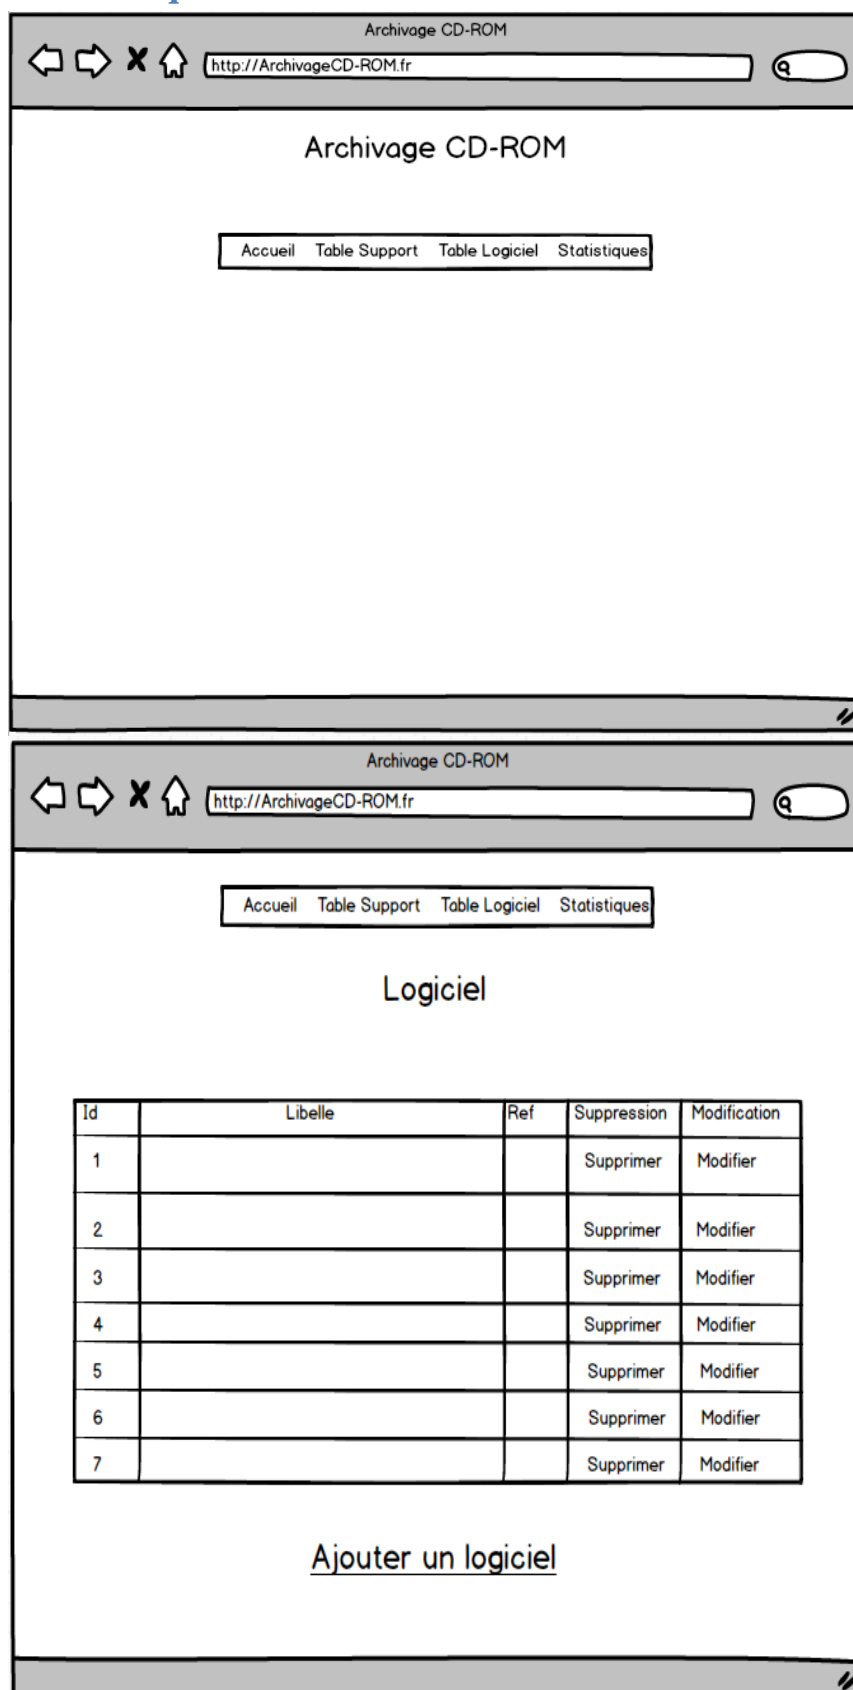 Archivage CD-ROM
http://ArchivageCD-ROM.fr
Archivage CD-ROM
Accueil Table Support Table Logiciel Statistiques
Archivage CD-ROM
http://ArchivageCD-ROM.fr
Accueil Table Support Table Logiciel Statistiques
Logiciel
Id Libelle Ref Suppression Modification
1 Supprimer Modifier
2 Supprimer Modifier
3 Supprimer Modifier
4 Supprimer Modifier
5 Supprimer Modifier
6 Supprimer Modifier
7 Supprimer Modifier
Ajouter un logiciel